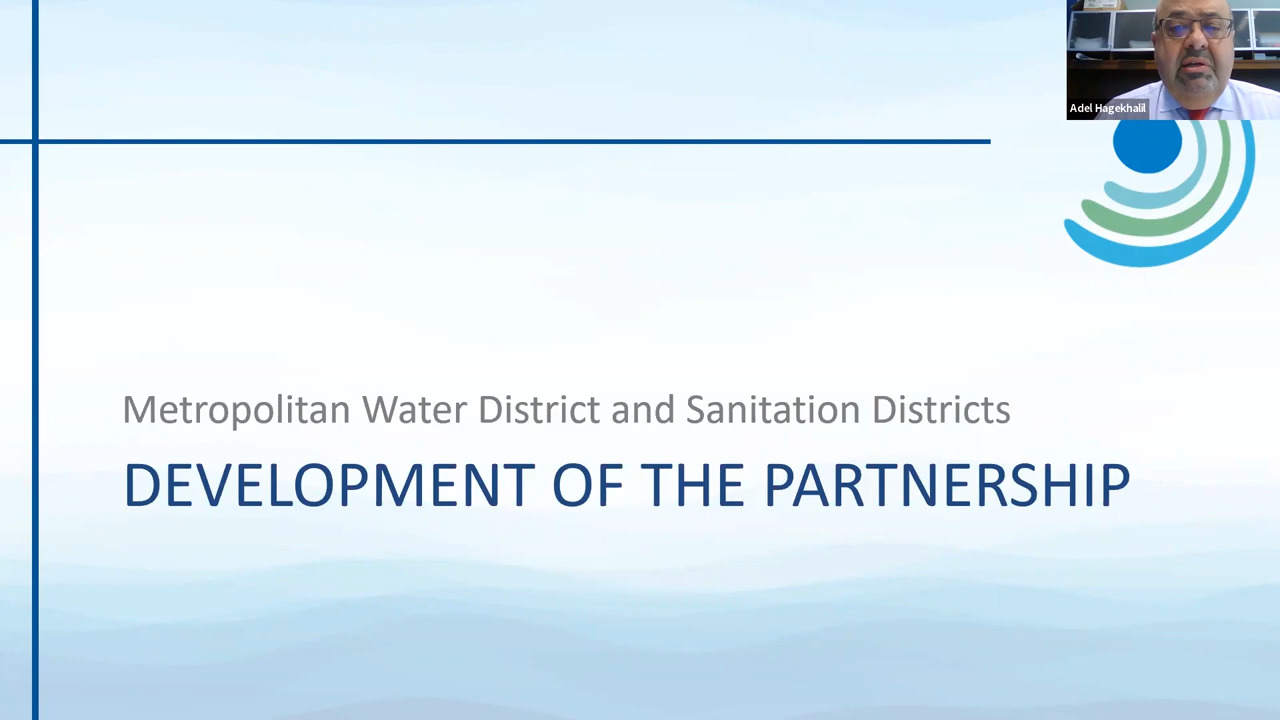 Adel Hagekhalil
Metropolitan Water District and Sanitation Districts
DEVELOPMENT OF THE PARTNERSHIP